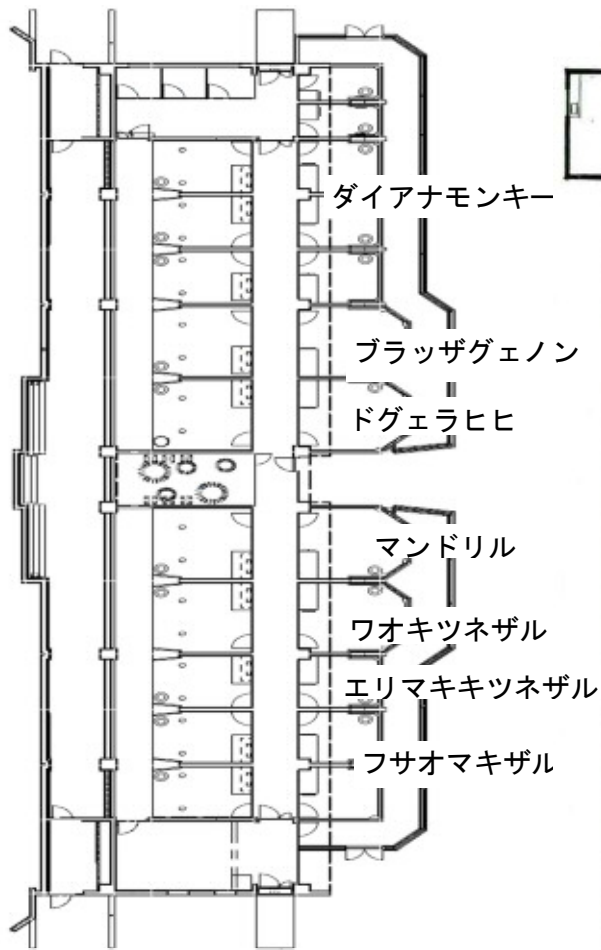 ダイアナモンキー
ブラッザグェノン
ドグェラヒヒ
マンドリル
ワオキツネザル
エリマキキツネザル
フサオマキザル